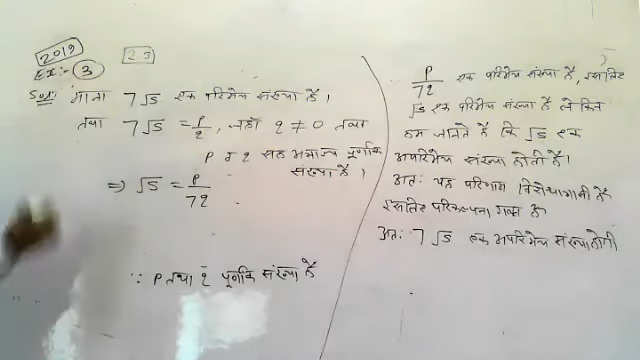 2019
2.3
Ex:- 3
Sol:- माना 7√5 एक परिमेय संख्या है।
तथा 7√5 = p/q, जहाँ q ≠ 0 तथा
p व q सह अभाज्य पूर्णांक
संख्या है।
⇒ √5 = p/7q
∵ p तथा q पूर्णांक संख्या है
p/7q एक परिमेय संख्या है, इसलिए
√5 एक परिमेय संख्या है लेकिन
हम जानते है कि √5 एक
अपरिमेय संख्या होती है।
अतः यह परिणाम विरोधाभासी है
इसलिए परिकल्पना गलत है
अतः 7√5 एक अपरिमेय संख्या होगी